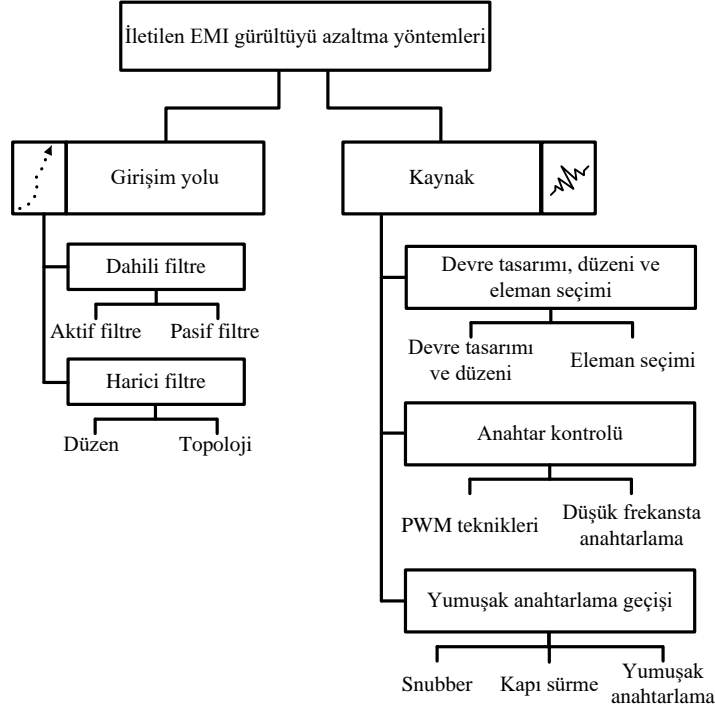 İletilen EMI gürültüyü azaltma yöntemleri
Girişim yolu
Dahili filtre
Aktif filtre
Pasif filtre
Harici filtre
Düzen
Topoloji
Kaynak
Devre tasarımı, düzeni ve
eleman seçimi
Devre tasarımı
ve düzeni
Eleman seçimi
Anahtar kontrolü
PWM teknikleri
Düşük frekansta
anahtarlama
Yumuşak anahtarlama geçişi
Snubber
Kapı sürme
Yumuşak
anahtarlama